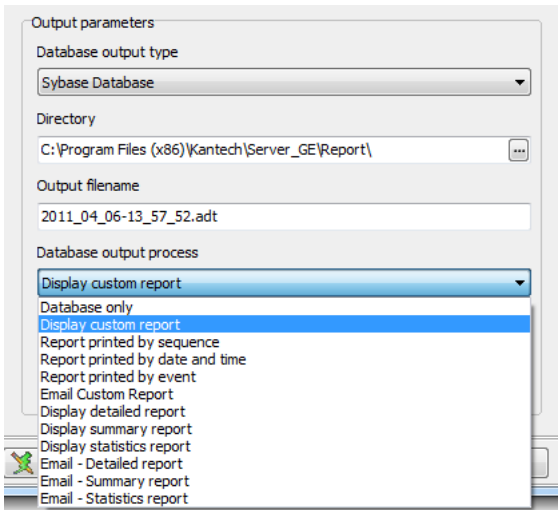 Output parameters
Database output type
Sybase Database
Directory
C:\Program Files (x86)\Kantech\Server_GE\Report\
...
Output filename
2011_04_06-13_57_52.adt
Database output process
Display custom report
Database only
Display custom report
Report printed by sequence
Report printed by date and time
Report printed by event
Email Custom Report
Display detailed report
Display summary report
Display statistics report
Email - Detailed report
Email - Summary report
Email - Statistics report